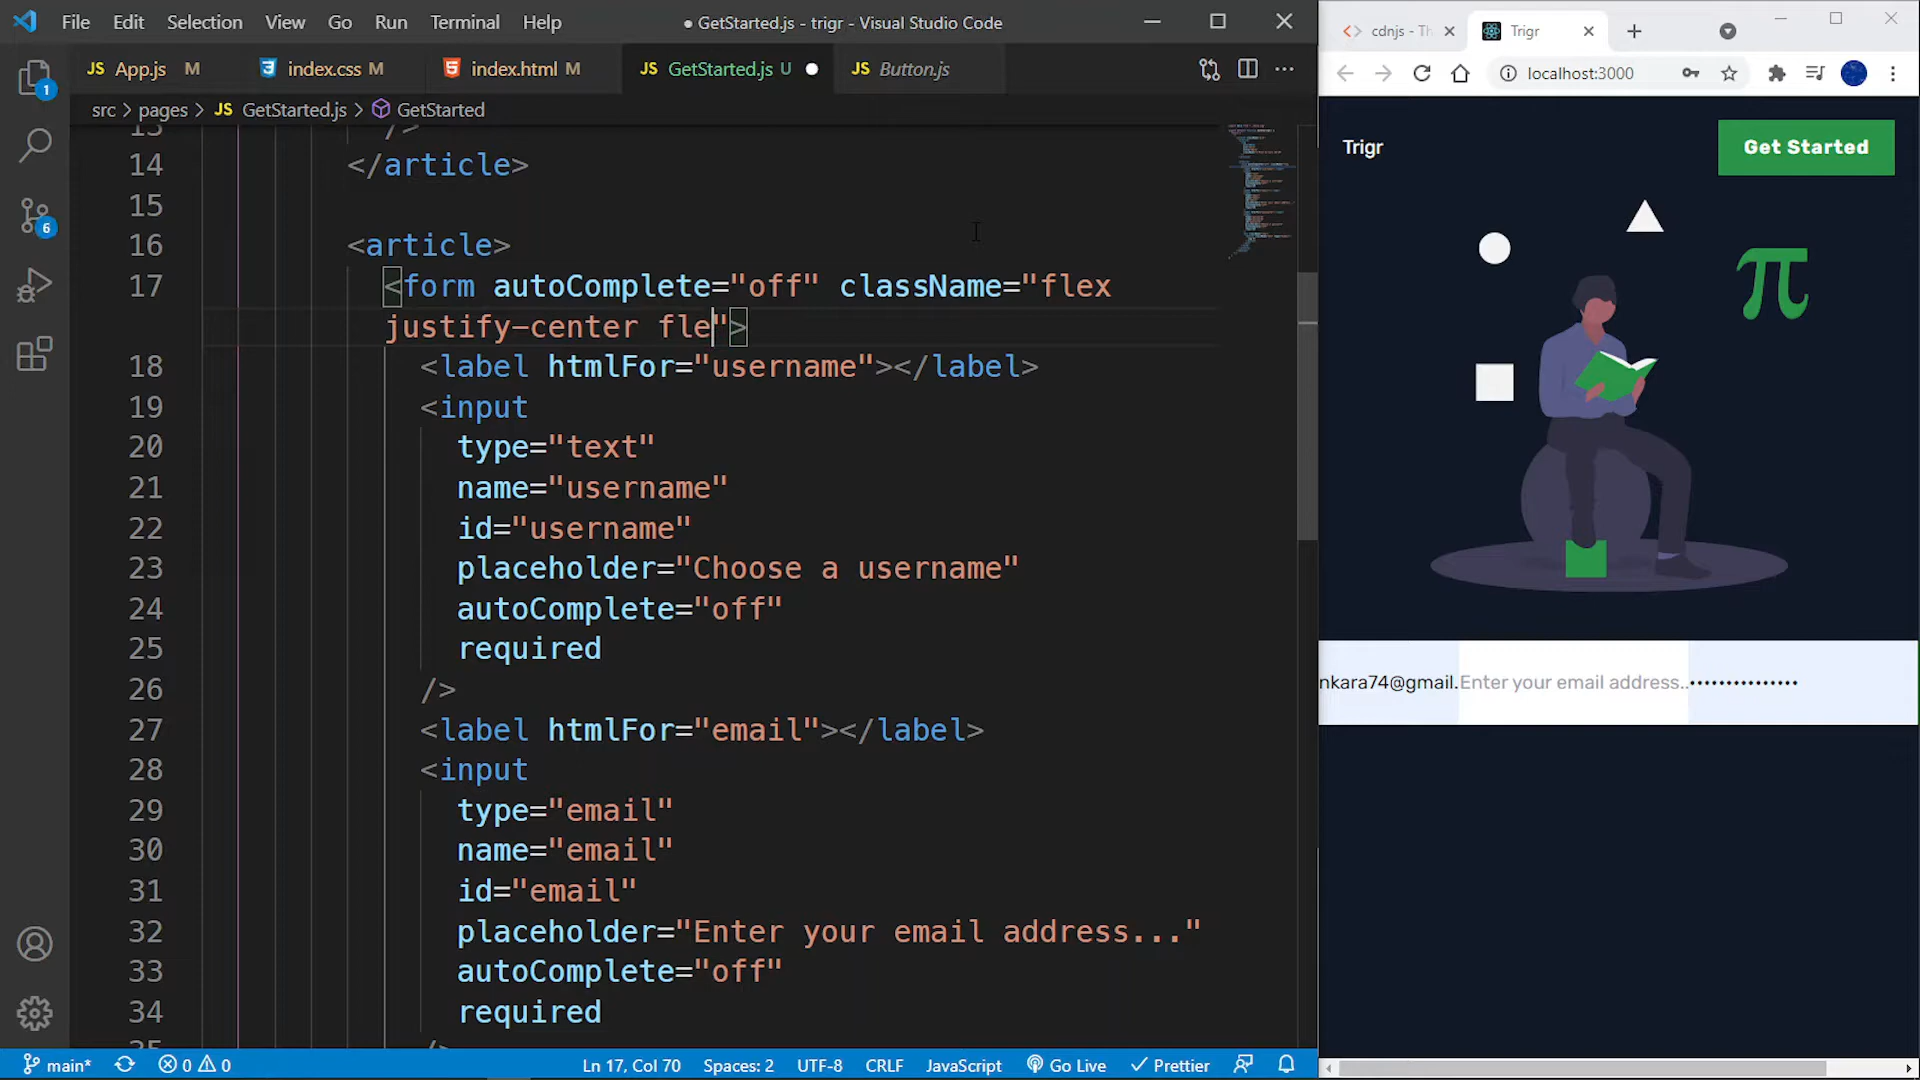 File Edit Selection View Go Run Terminal Help
● GetStarted.js - trigr - Visual Studio Code
JS App.js M
index.css M
index.html M
JS GetStarted.js U ●
JS Button.js
src > pages > JS GetStarted.js > GetStarted
13 />
14 </article>
15
16 <article>
17 <form autoComplete="off" className="flex
justify-center fle">
18 <label htmlFor="username"></label>
19 <input
20 type="text"
21 name="username"
22 id="username"
23 placeholder="Choose a username"
24 autoComplete="off"
25 required
26 />
27 <label htmlFor="email"></label>
28 <input
29 type="email"
30 name="email"
31 id="email"
32 placeholder="Enter your email address..."
33 autoComplete="off"
34 required
35 />
1
6
main* 0 0
Ln 17, Col 70 Spaces: 2 UTF-8 CRLF JavaScript Go Live Prettier
cdnjs - Th
Trigr
localhost:3000
Trigr
Get Started
π
nkara74@gmail. Enter your email address.. •••••••••••••••